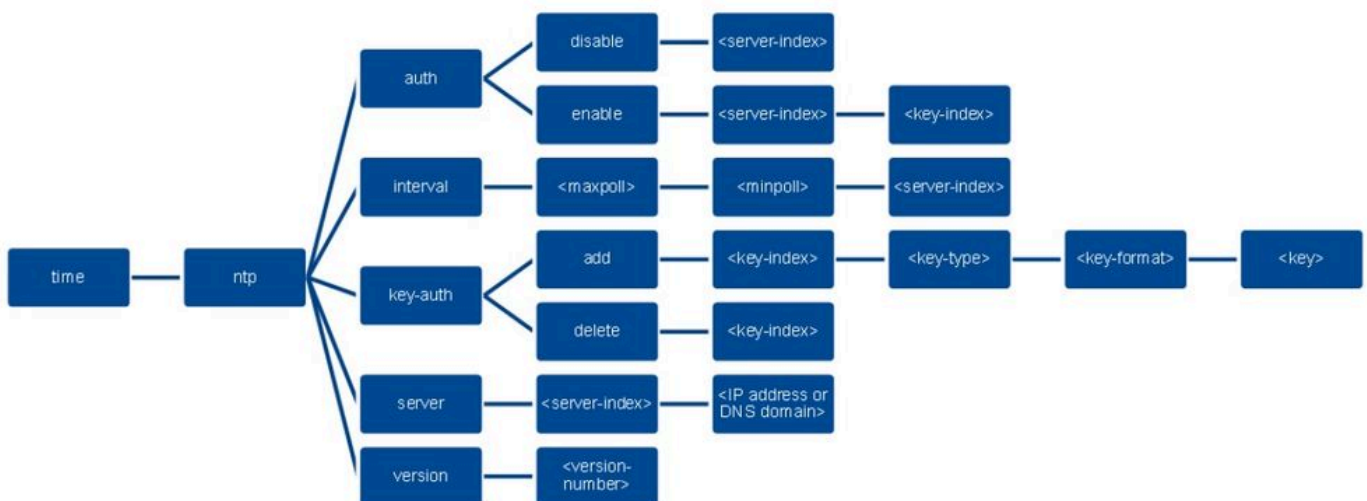 disable
<server-index>
auth
enable
<server-index>
<key-index>
interval
<maxpoll>
<minpoll>
<server-index>
time
ntp
key-auth
add
<key-index>
<key-type>
<key-format>
<key>
delete
<key-index>
server
<server-index>
<IP address or
DNS domain>
version
<version-
number>